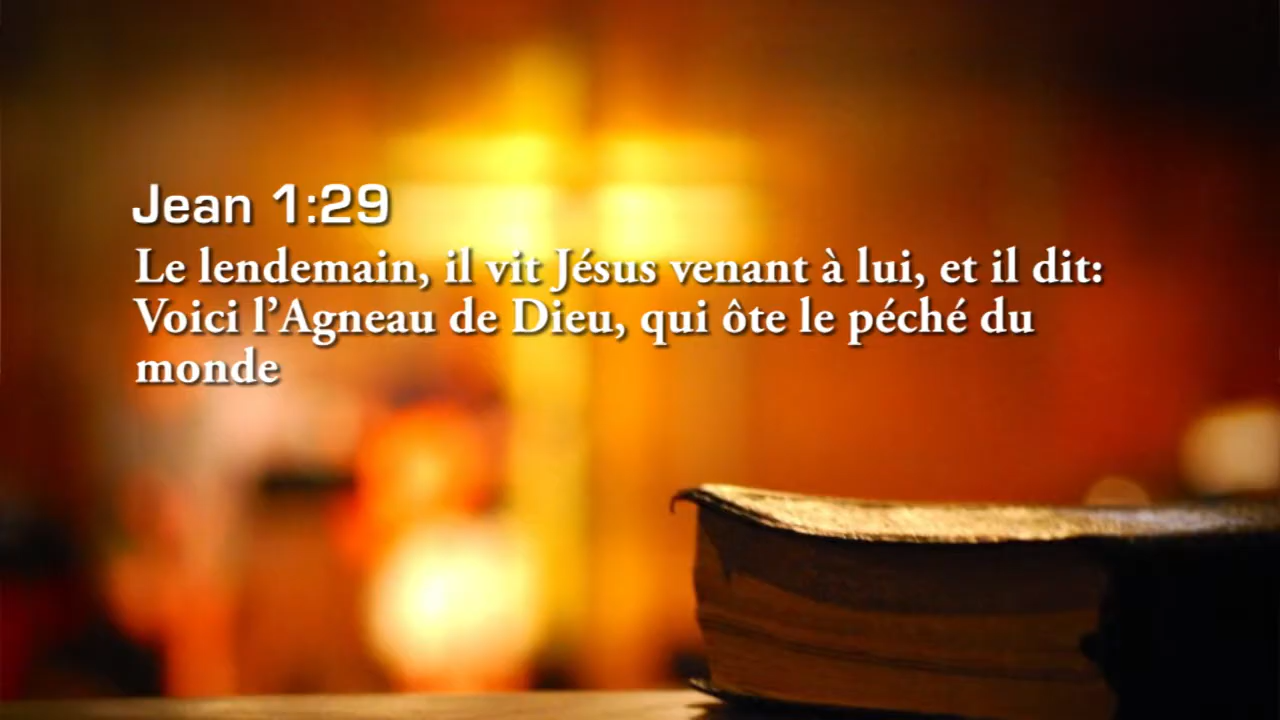 Jean 1:29
Le lendemain, il vit Jésus venant à lui, et il dit:
Voici l’Agneau de Dieu, qui ôte le péché du
monde